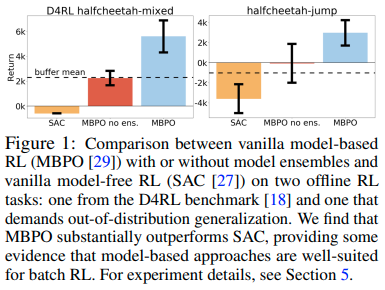 D4RL halfcheetah-mixed
halfcheetah-jump
6k
4k
2k
0k
Return
buffer mean
SAC
MBPO no ens.
MBPO
4k
2k
0k
-2k
-4k
SAC
MBPO no ens.
MBPO
Figure 1: Comparison between vanilla model-based
RL (MBPO [29]) with or without model ensembles and
vanilla model-free RL (SAC [27]) on two offline RL
tasks: one from the D4RL benchmark [18] and one that
demands out-of-distribution generalization. We find that
MBPO substantially outperforms SAC, providing some
evidence that model-based approaches are well-suited
for batch RL. For experiment details, see Section 5.